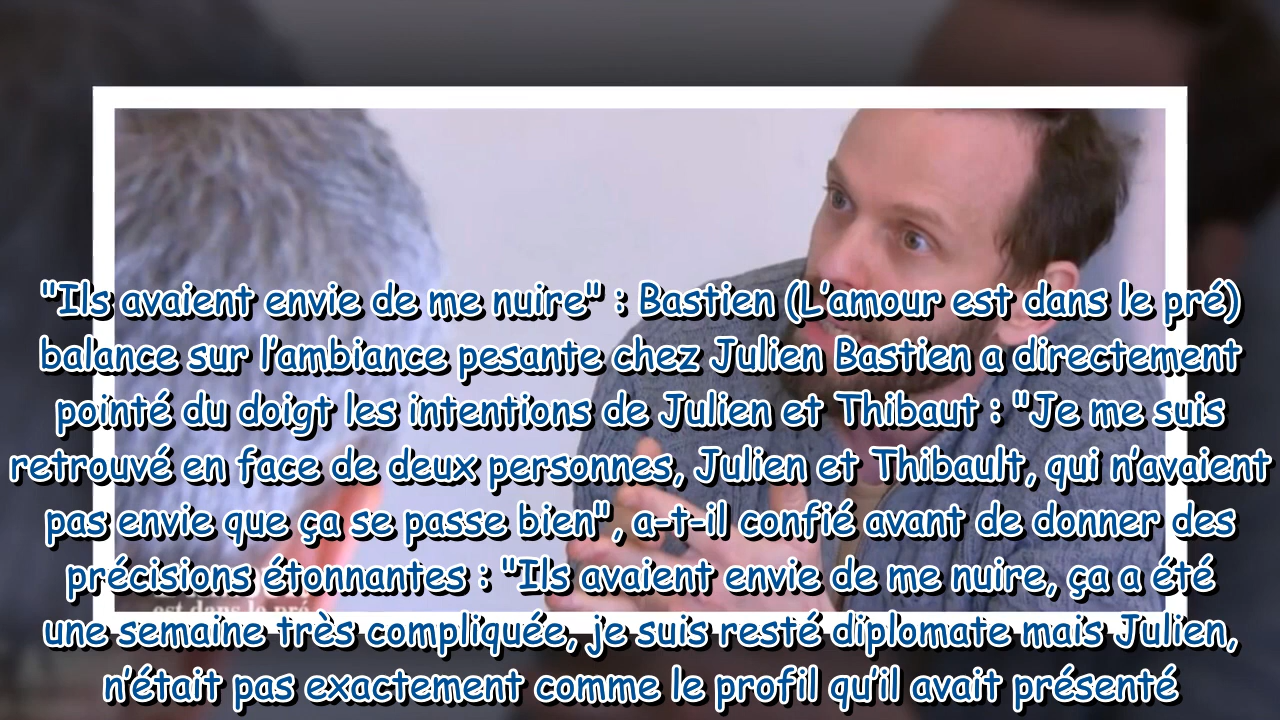 "Ils avaient envie de me nuire" : Bastien (L'amour est dans le pré)
balance sur l'ambiance pesante chez Julien Bastien a directement
pointé du doigt les intentions de Julien et Thibaut : "Je me suis
retrouvé en face de deux personnes, Julien et Thibault, qui n'avaient
pas envie que ça se passe bien", a-t-il confié avant de donner des
précisions étonnantes : "Ils avaient envie de me nuire, ça a été
est dans le pré
une semaine très compliquée, je suis resté diplomate mais Julien,
n'était pas exactement comme le profil qu'il avait présenté